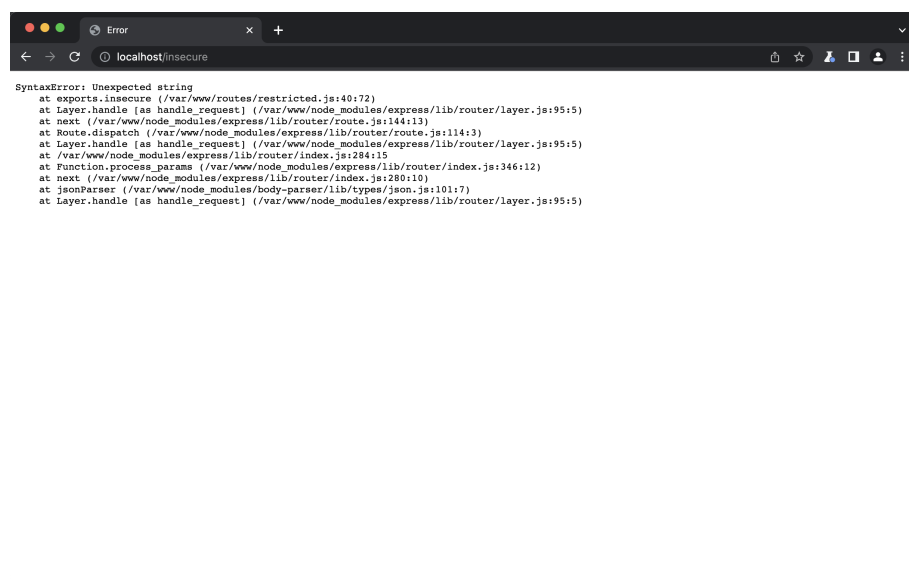 Error
localhost/insecure
SyntaxError: Unexpected string
    at exports.insecure (/var/www/routes/restricted.js:40:72)
    at Layer.handle [as handle_request] (/var/www/node_modules/express/lib/router/layer.js:95:5)
    at next (/var/www/node_modules/express/lib/router/route.js:144:13)
    at Route.dispatch (/var/www/node_modules/express/lib/router/route.js:114:3)
    at Layer.handle [as handle_request] (/var/www/node_modules/express/lib/router/layer.js:95:5)
    at /var/www/node_modules/express/lib/router/index.js:284:15
    at Function.process_params (/var/www/node_modules/express/lib/router/index.js:346:12)
    at next (/var/www/node_modules/express/lib/router/index.js:280:10)
    at jsonParser (/var/www/node_modules/body-parser/lib/types/json.js:101:7)
    at Layer.handle [as handle_request] (/var/www/node_modules/express/lib/router/layer.js:95:5)